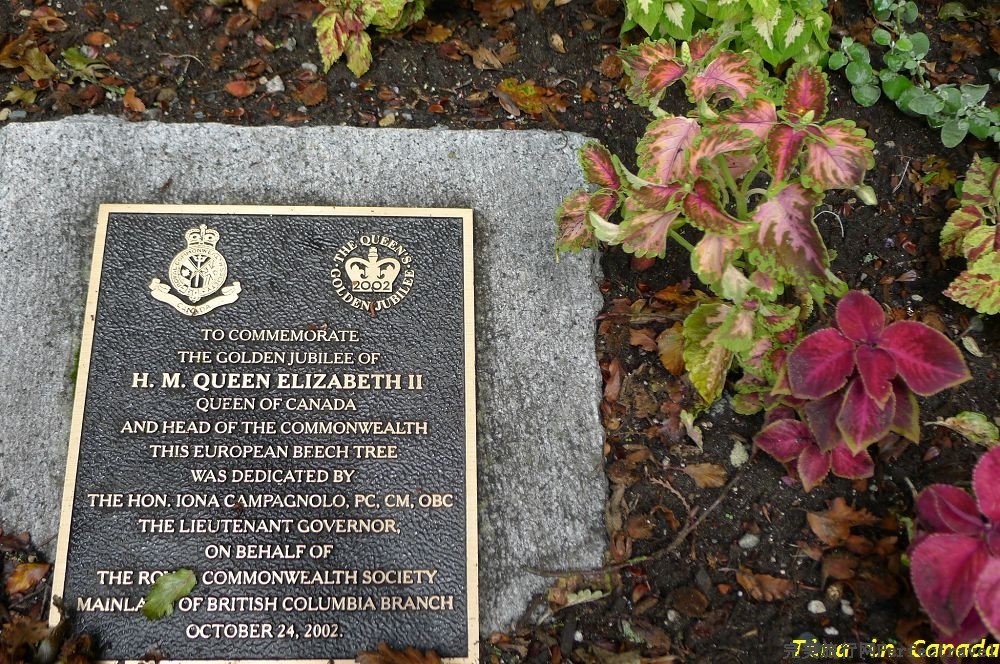 THE QUEEN'S GOLDEN JUBILEE
2002
TO COMMEMORATE
THE GOLDEN JUBILEE OF
H. M. QUEEN ELIZABETH II
QUEEN OF CANADA
AND HEAD OF THE COMMONWEALTH
THIS EUROPEAN BEECH TREE
WAS DEDICATED BY
THE HON. IONA CAMPAGNOLO, PC, CM, OBC
THE LIEUTENANT GOVERNOR,
ON BEHALF OF
THE COMMONWEALTH SOCIETY
OF BRITISH COLUMBIA BRANCH
OCTOBER 24, 2002.
Tina in Canada